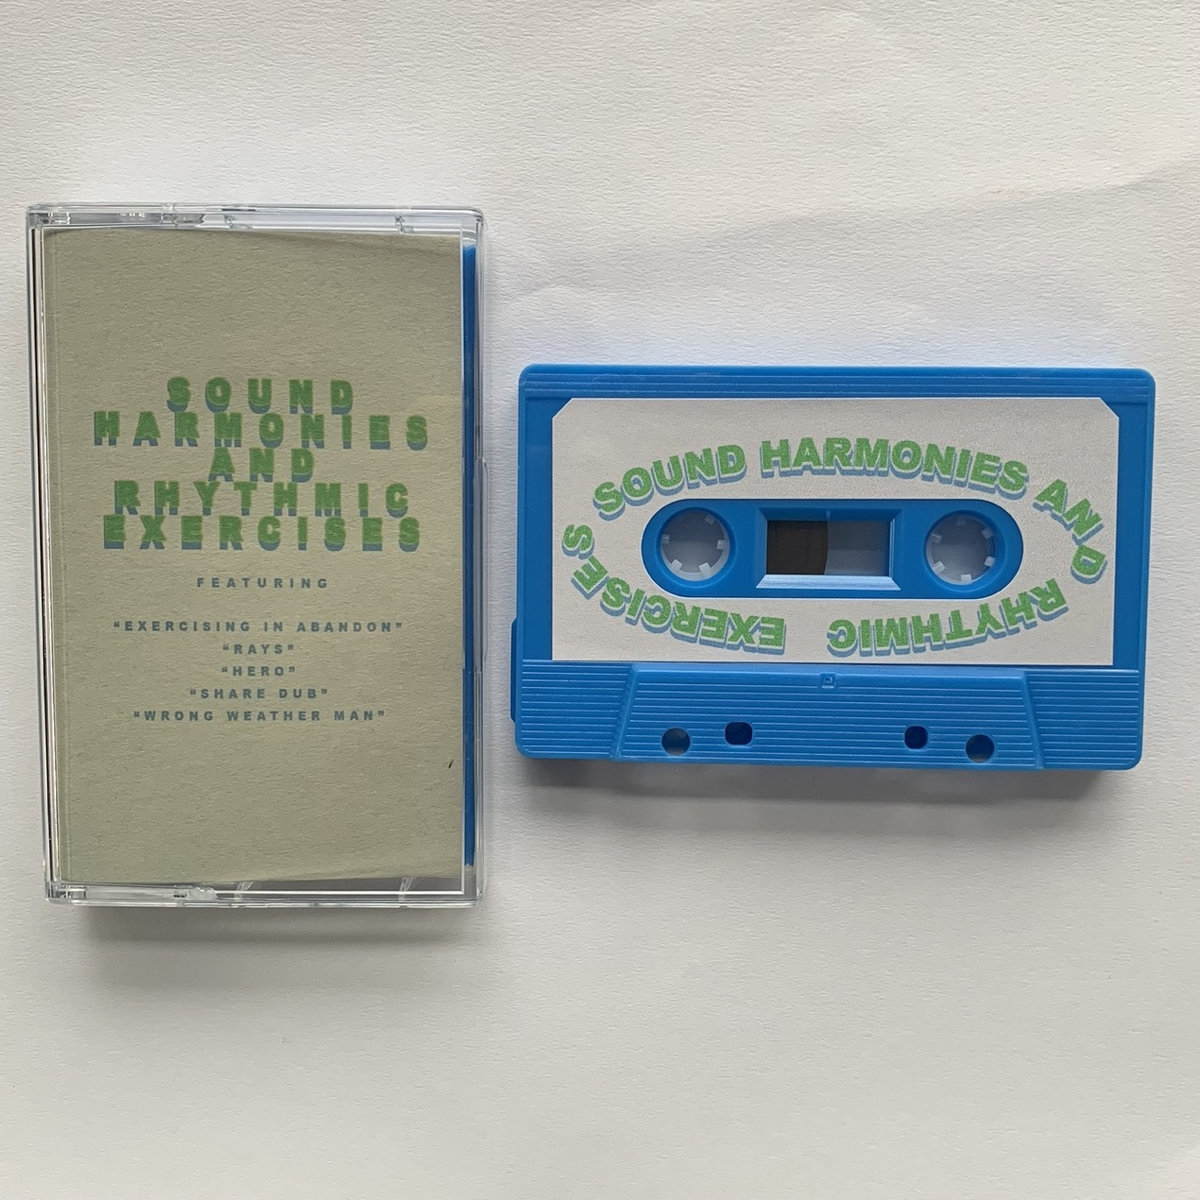 SOUND
HARMONIES
AND
RHYTHMIC
EXERCISES
FEATURING
"EXERCISING IN ABANDON"
"RAYS"
"HERO"
"SHARE DUB"
"WRONG WEATHER MAN"
SOUND HARMONIES AND RHYTHMIC EXERCISES